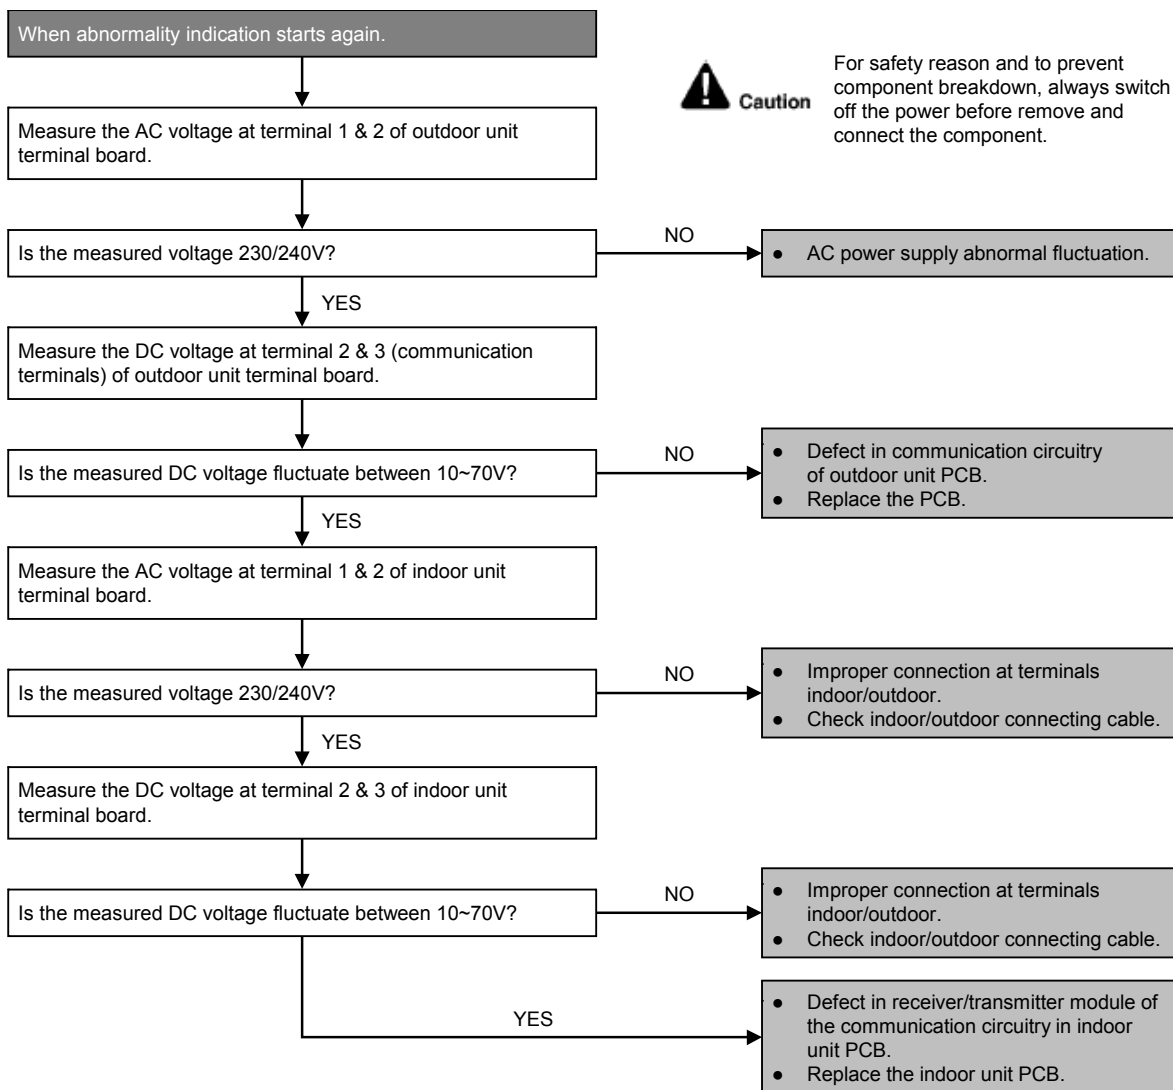 When abnormality indication starts again.
Caution
For safety reason and to prevent
component breakdown, always switch
off the power before remove and
connect the component.
Measure the AC voltage at terminal 1 & 2 of outdoor unit
terminal board.
Is the measured voltage 230/240V?
NO
● AC power supply abnormal fluctuation.
YES
Measure the DC voltage at terminal 2 & 3 (communication
terminals) of outdoor unit terminal board.
Is the measured DC voltage fluctuate between 10~70V?
NO
● Defect in communication circuitry
of outdoor unit PCB.
● Replace the PCB.
YES
Measure the AC voltage at terminal 1 & 2 of indoor unit
terminal board.
Is the measured voltage 230/240V?
NO
● Improper connection at terminals
indoor/outdoor.
● Check indoor/outdoor connecting cable.
YES
Measure the DC voltage at terminal 2 & 3 of indoor unit
terminal board.
Is the measured DC voltage fluctuate between 10~70V?
NO
● Improper connection at terminals
indoor/outdoor.
● Check indoor/outdoor connecting cable.
YES
● Defect in receiver/transmitter module of
the communication circuitry in indoor
unit PCB.
● Replace the indoor unit PCB.